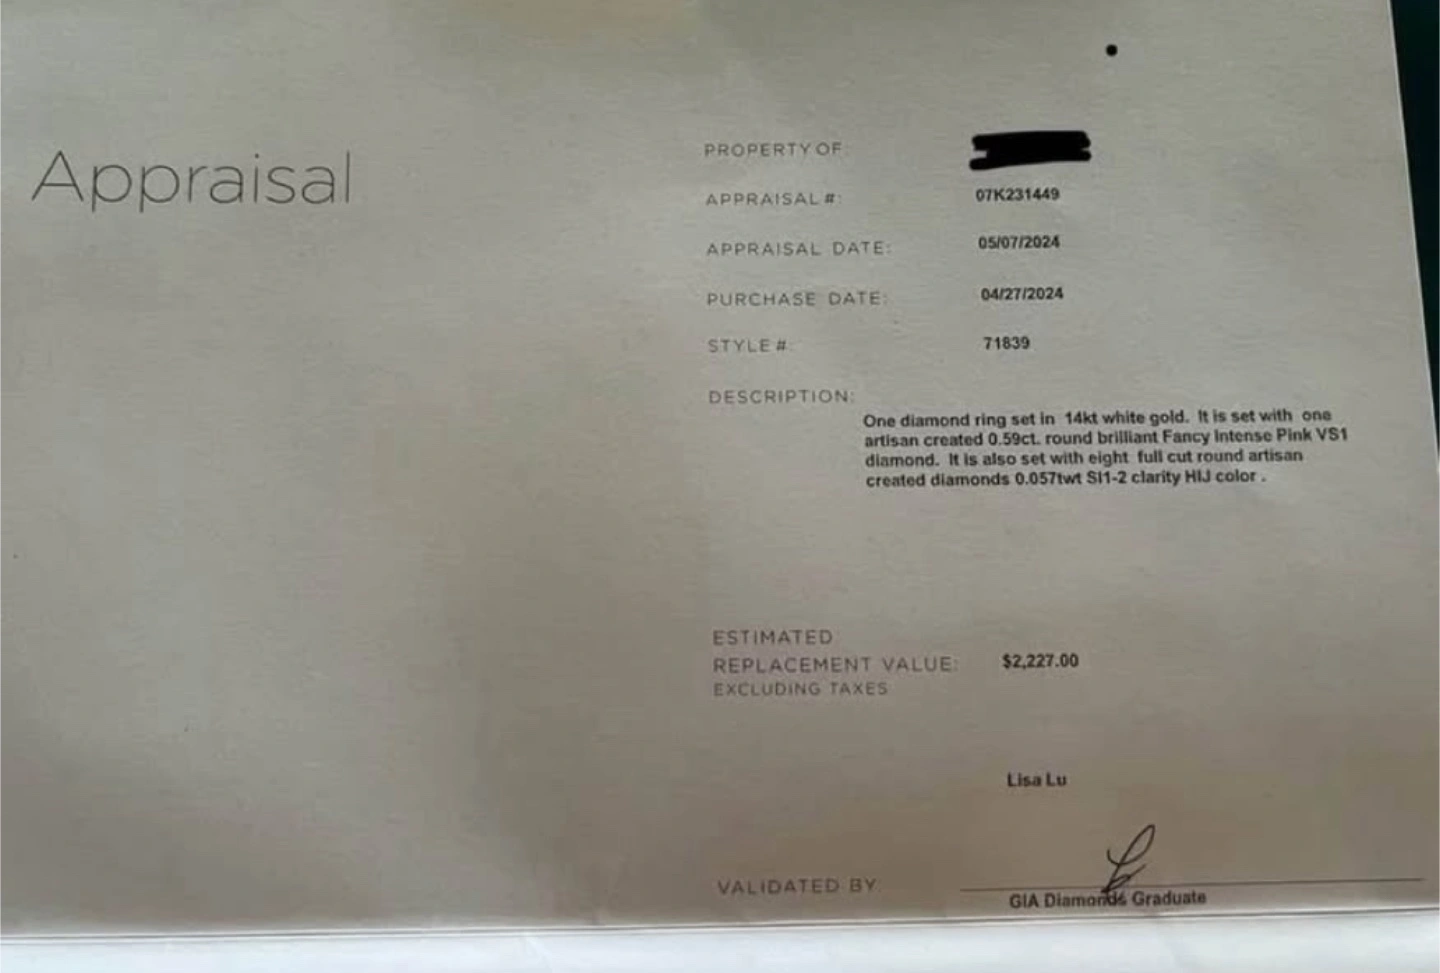 Appraisal
PROPERTY OF:
APPRAISAL #: 07K231449
APPRAISAL DATE: 05/07/2024
PURCHASE DATE: 04/27/2024
STYLE #: 71839
DESCRIPTION:
One diamond ring set in 14kt white gold. It is set with one
artisan created 0.59ct. round brilliant Fancy Intense Pink VS1
diamond. It is also set with eight full cut round artisan
created diamonds 0.057twt SI1-2 clarity HIJ color .
ESTIMATED
REPLACEMENT VALUE: $2,227.00
EXCLUDING TAXES
Lisa Lu
VALIDATED BY
GIA Diamonds Graduate